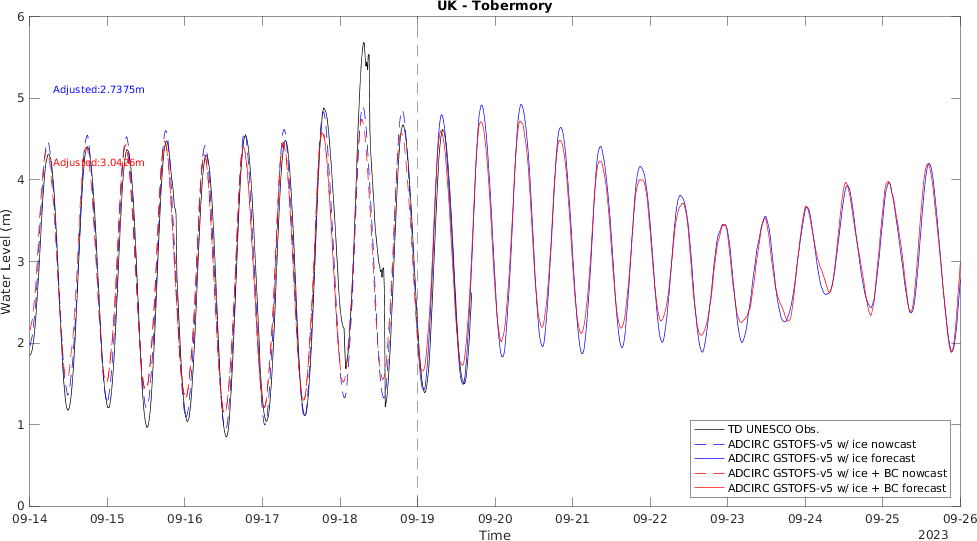 UK - Tobermory
6
5
4
3
2
1
0
Water Level (m)
Adjusted:2.7375m
Adjusted:3.0426m
TD UNESCO Obs.
ADCIRC GSTOFS-v5 w/ ice nowcast
ADCIRC GSTOFS-v5 w/ ice forecast
ADCIRC GSTOFS-v5 w/ ice + BC nowcast
ADCIRC GSTOFS-v5 w/ ice + BC forecast
09-14 09-15 09-16 09-17 09-18 09-19 09-20 09-21 09-22 09-23 09-24 09-25 09-26
Time 2023